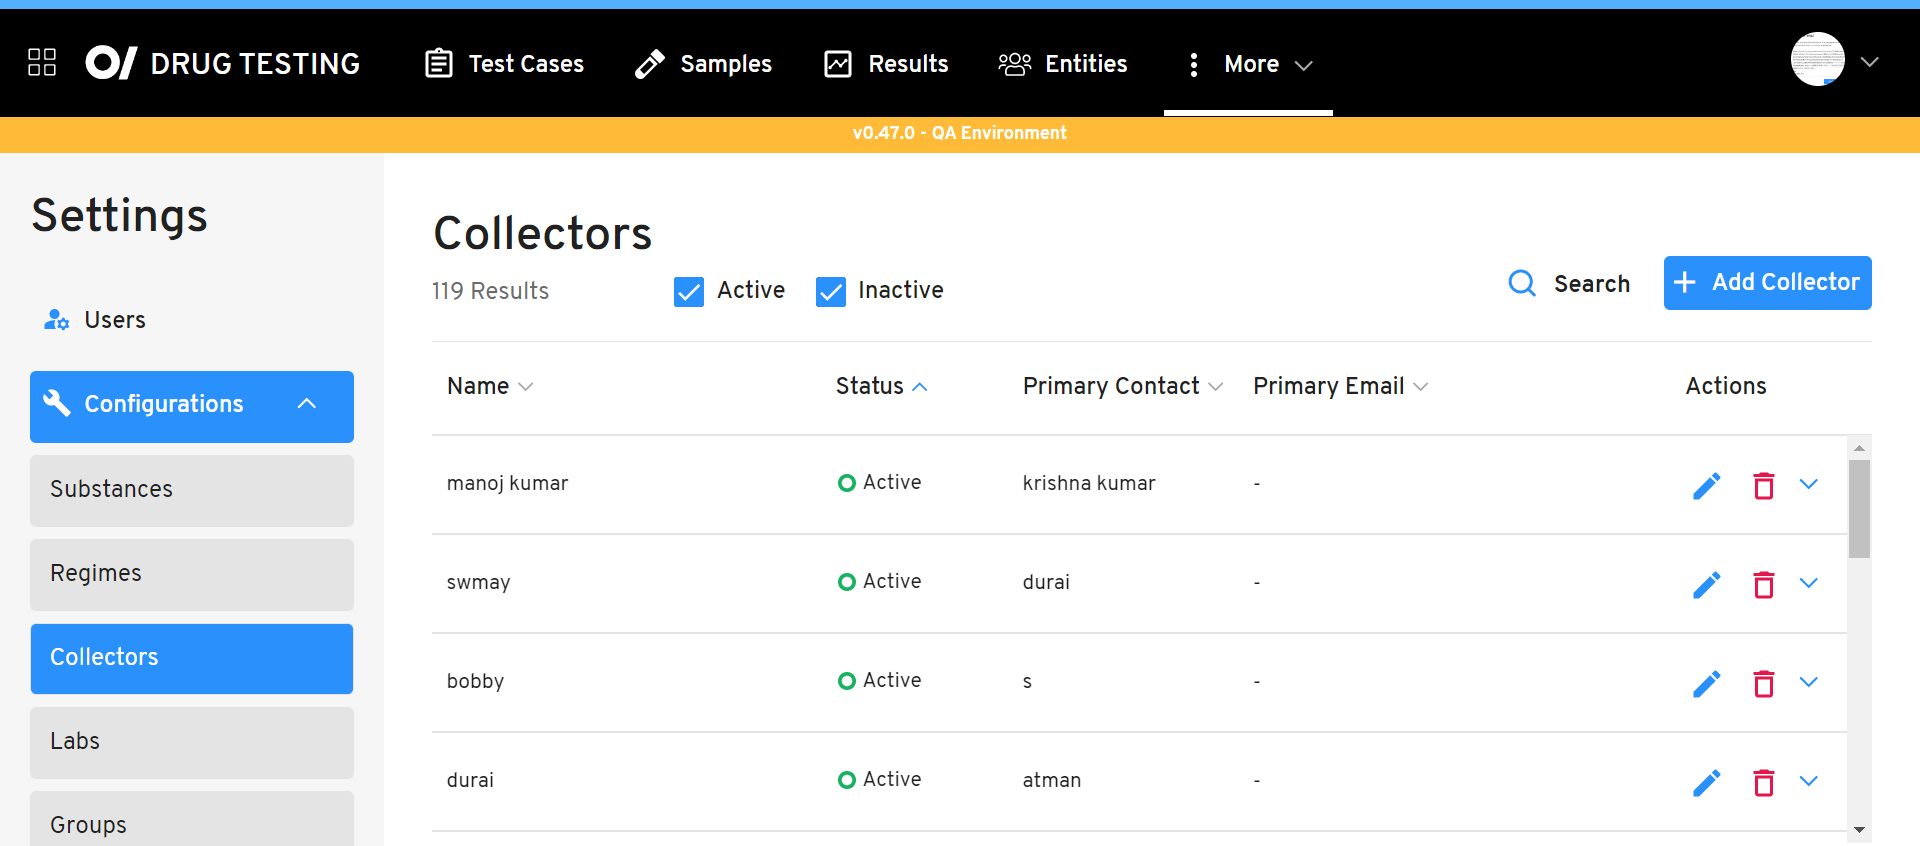 DRUG TESTING Test Cases Samples Results Entities More
v0.47.0 - QA Environment
Settings
Users
Configurations
Substances
Regimes
Collectors
Labs
Groups
Collectors
119 Results Active Inactive Search Add Collector
Name Status Primary Contact Primary Email Actions
manoj kumar Active krishna kumar -
swmay Active durai -
bobby Active s -
durai Active atman -